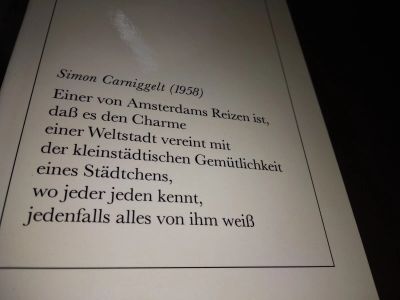 Simon Carniggelt (1958)
Einer von Amsterdams Reizen ist,
daß es den Charme
einer Weltstadt vereint mit
der kleinstädtischen Gemütlichkeit
eines Städtchens,
wo jeder jeden kennt,
jedenfalls alles von ihm weiß